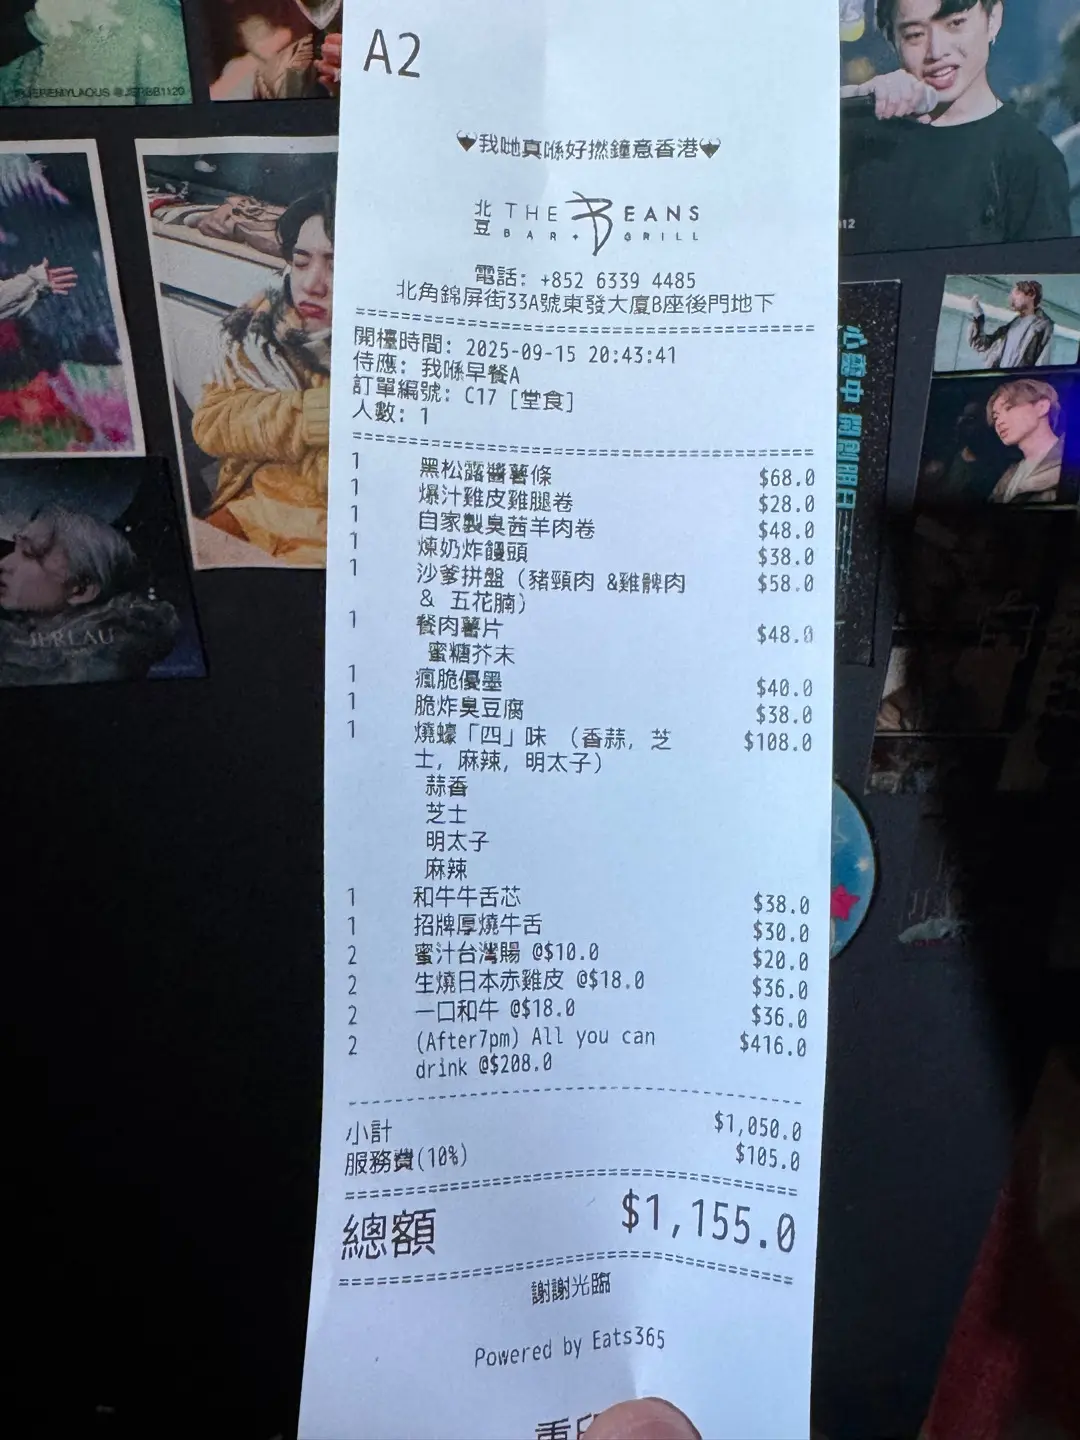 @JEREMYLAOUS @JERBB1120
A2
我哋真喺好撚鐘意香港
北豆 THE BEANS
BAR + GRILL
電話: +852 6339 4485
北角錦屏街33A號東發大廈B座後門地下
開檯時間: 2025-09-15 20:43:41
侍應: 我喺早餐A
訂單編號: C17 [堂食]
人數: 1
1 黑松露醬薯條 $68.0
1 爆汁雞皮雞腿卷 $28.0
1 自家製臭茜羊肉卷 $48.0
1 煉奶炸饅頭 $38.0
1 沙爹拼盤 (豬頸肉 &雞髀肉 $58.0
& 五花腩)
1 餐肉薯片 $48.0
蜜糖芥末
1 瘋脆優墨 $40.0
1 脆炸臭豆腐 $38.0
1 燒蠔「四」味 (香蒜, 芝 $108.0
士, 麻辣, 明太子)
蒜香
芝士
明太子
麻辣
1 和牛牛舌芯 $38.0
1 招牌厚燒牛舌 $30.0
2 蜜汁台灣腸 @$10.0 $20.0
2 生燒日本赤雞皮 @$18.0 $36.0
2 一口和牛 @$18.0 $36.0
2 (After7pm) All you can $416.0
drink @$208.0
小計 $1,050.0
服務費(10%) $105.0
總額 $1,155.0
謝謝光臨
Powered by Eats365
JERLAU